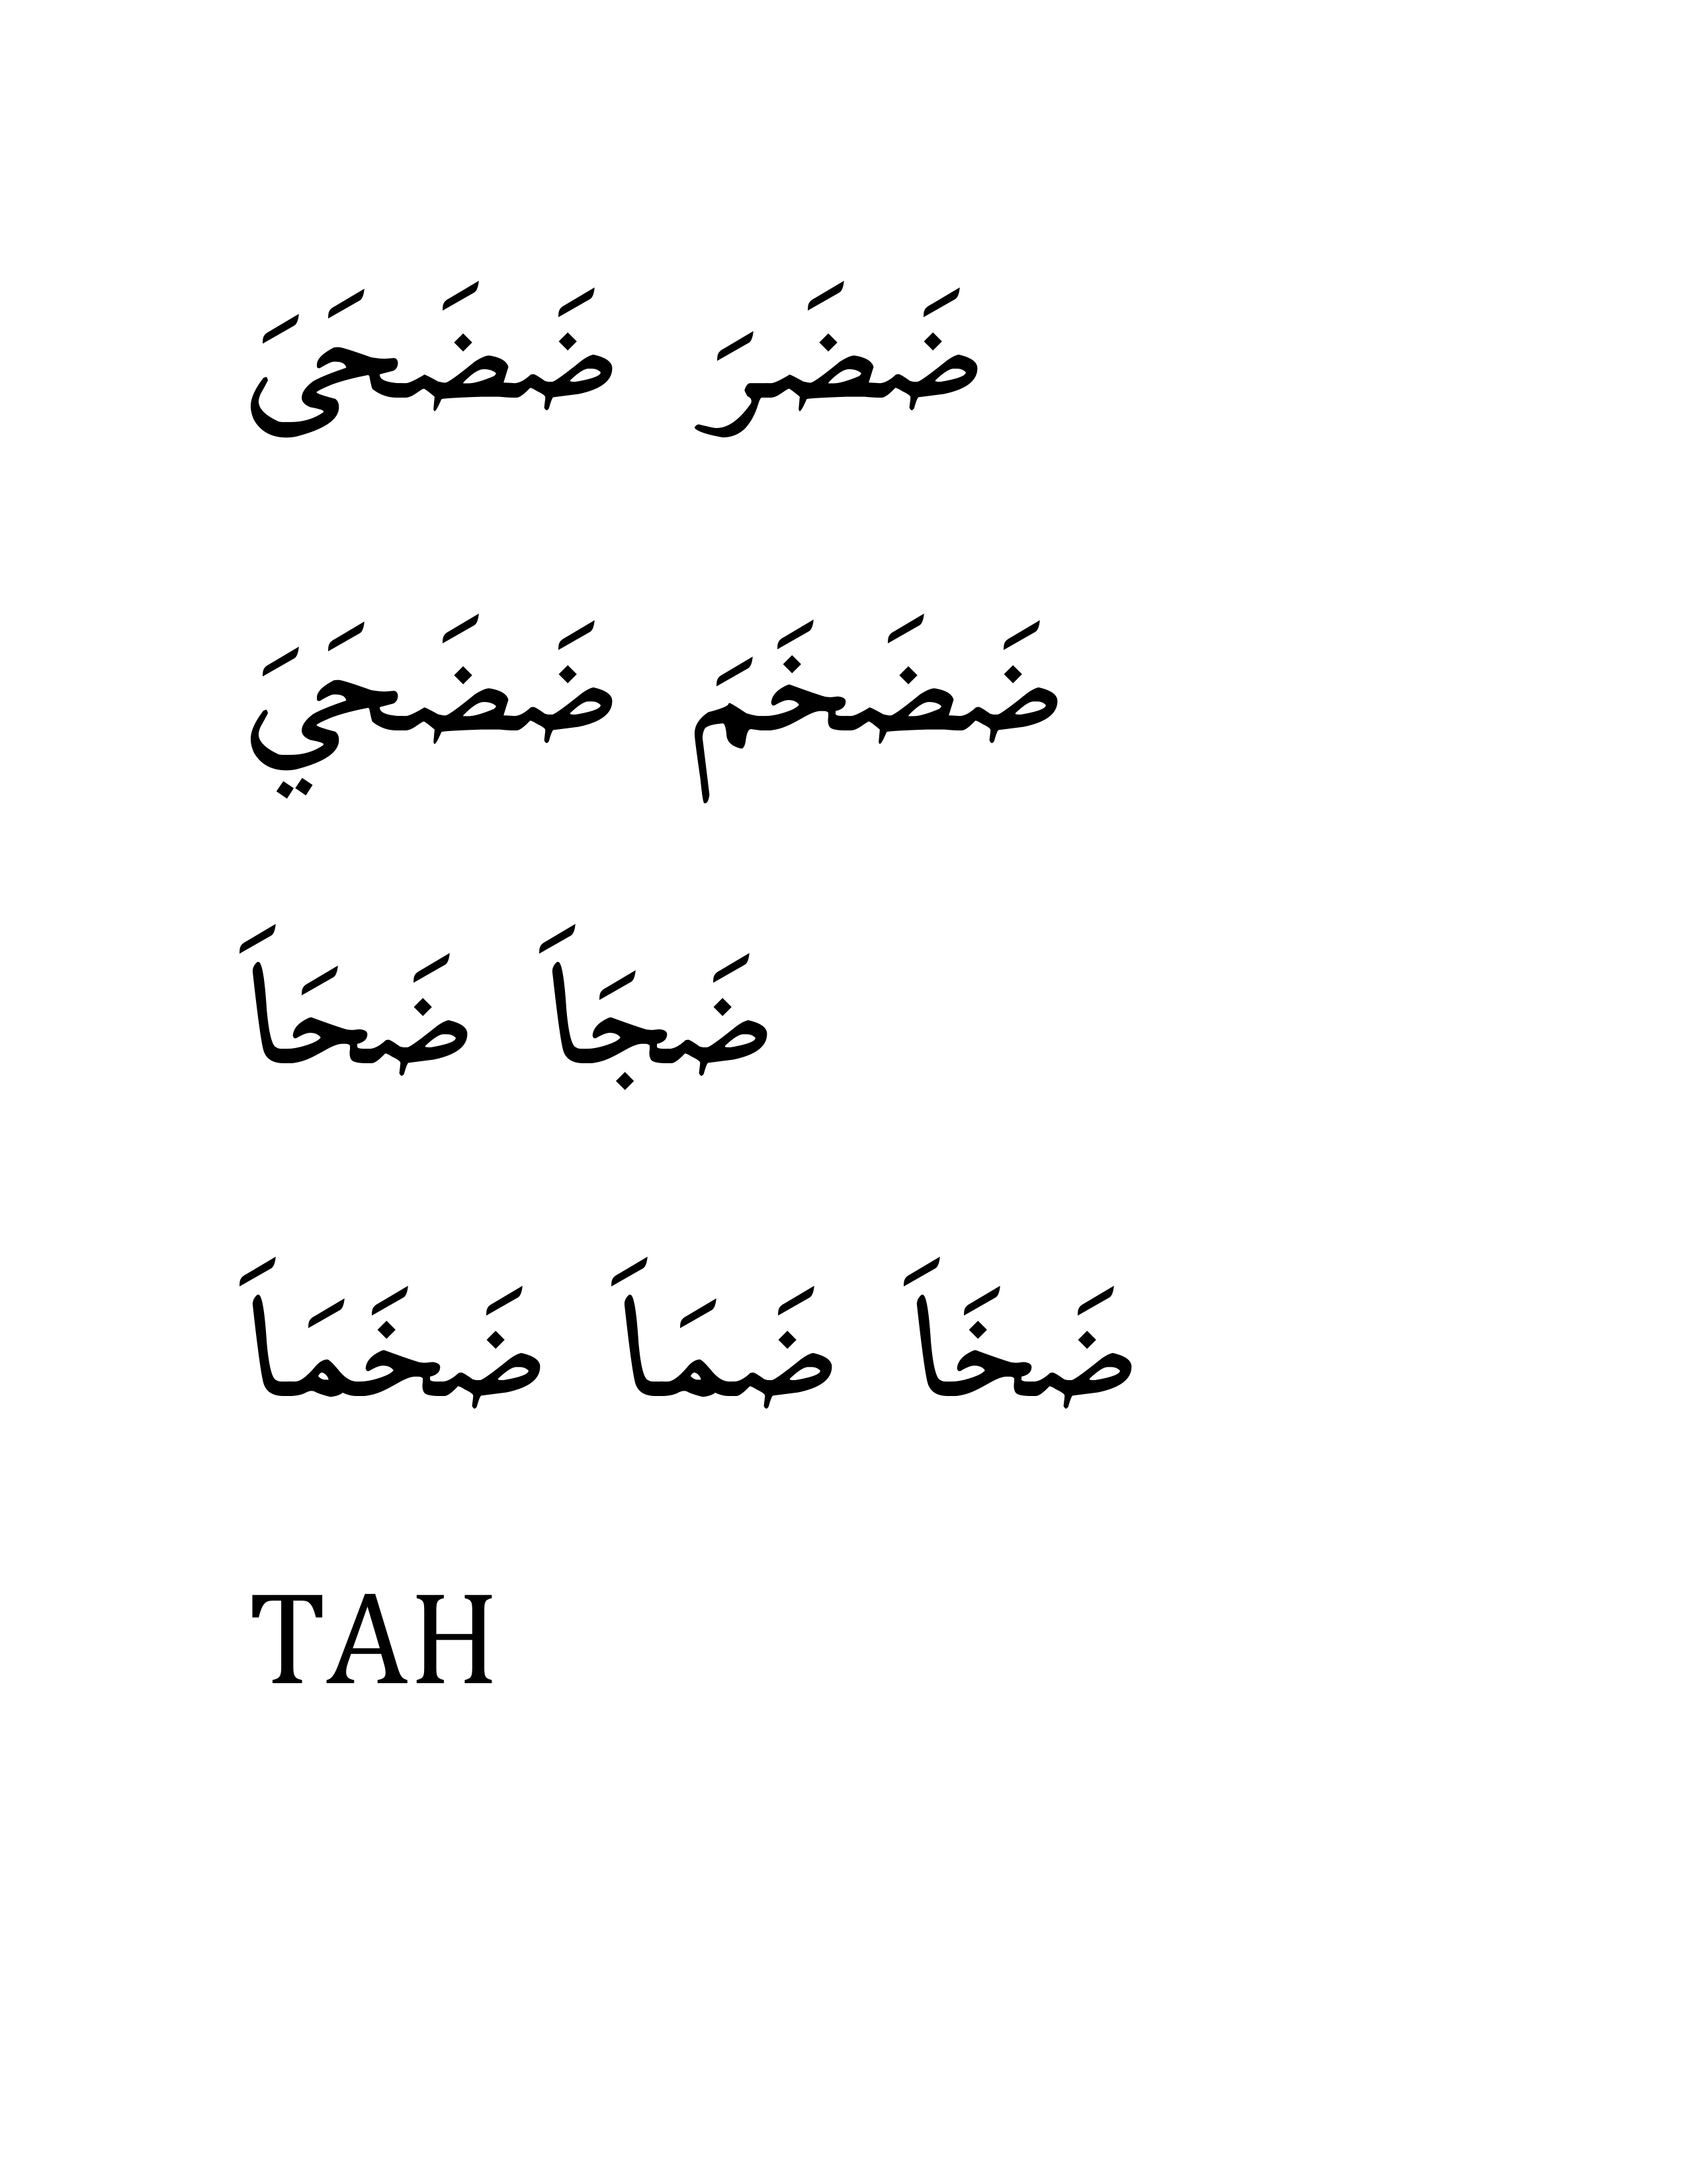 ضَضَرَ ضَضَحَىَ
ضَضَخَمَ ضَضَحَيَ
ضَجَاَ ضَحَاَ
ضَخَاَ ضَمَاَ ضَخَمَاَ
TAH